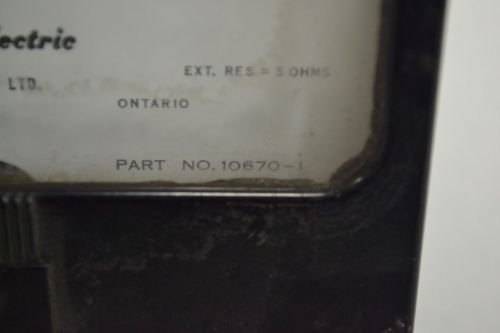 lectric
LTD.
EXT. RES. = 5 OHMS
ONTARIO
PART NO. 10670-1